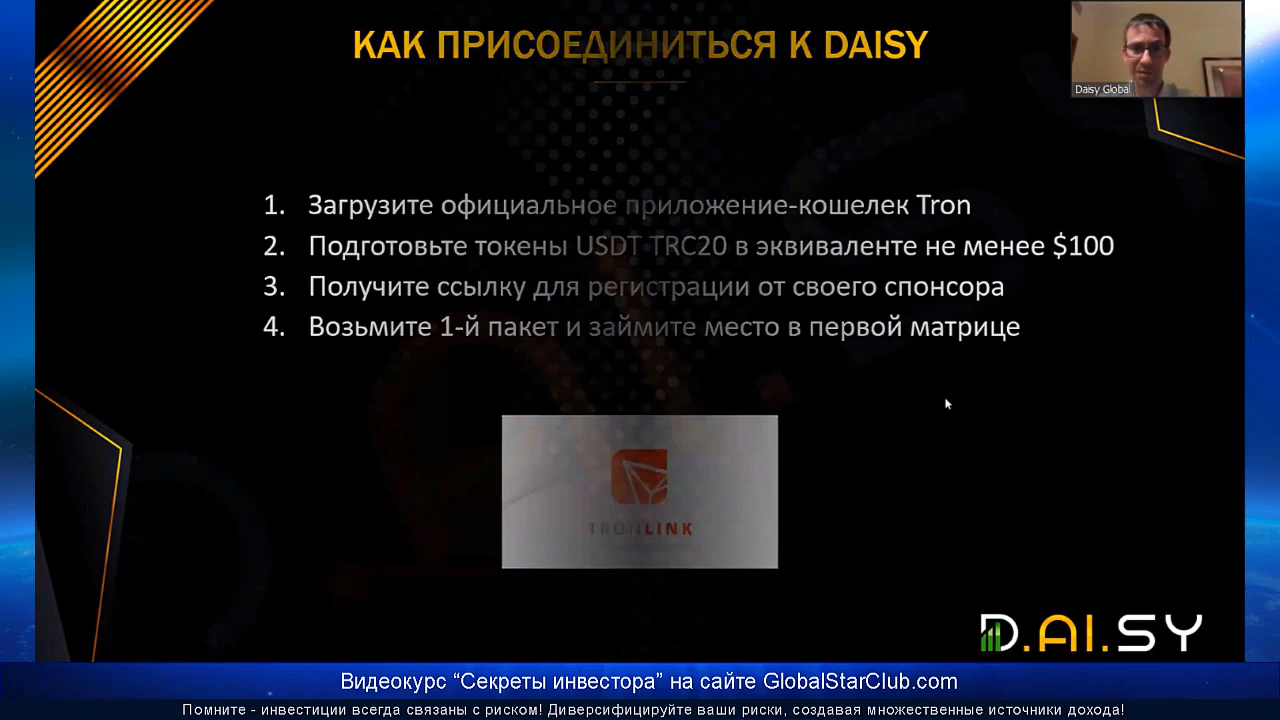 КАК ПРИСОЕДИНИТЬСЯ К DAISY
Daisy Global
1. Загрузите официальное приложение-кошелек Tron
2. Подготовьте токены USDT TRC20 в эквиваленте не менее $100
3. Получите ссылку для регистрации от своего спонсора
4. Возьмите 1-й пакет и займите место в первой матрице
TRONLINK
D.AI.SY
Видеокурс “Секреты инвестора” на сайте GlobalStarClub.com
Помните - инвестиции всегда связаны с риском! Диверсифицируйте ваши риски, создавая множественные источники дохода!